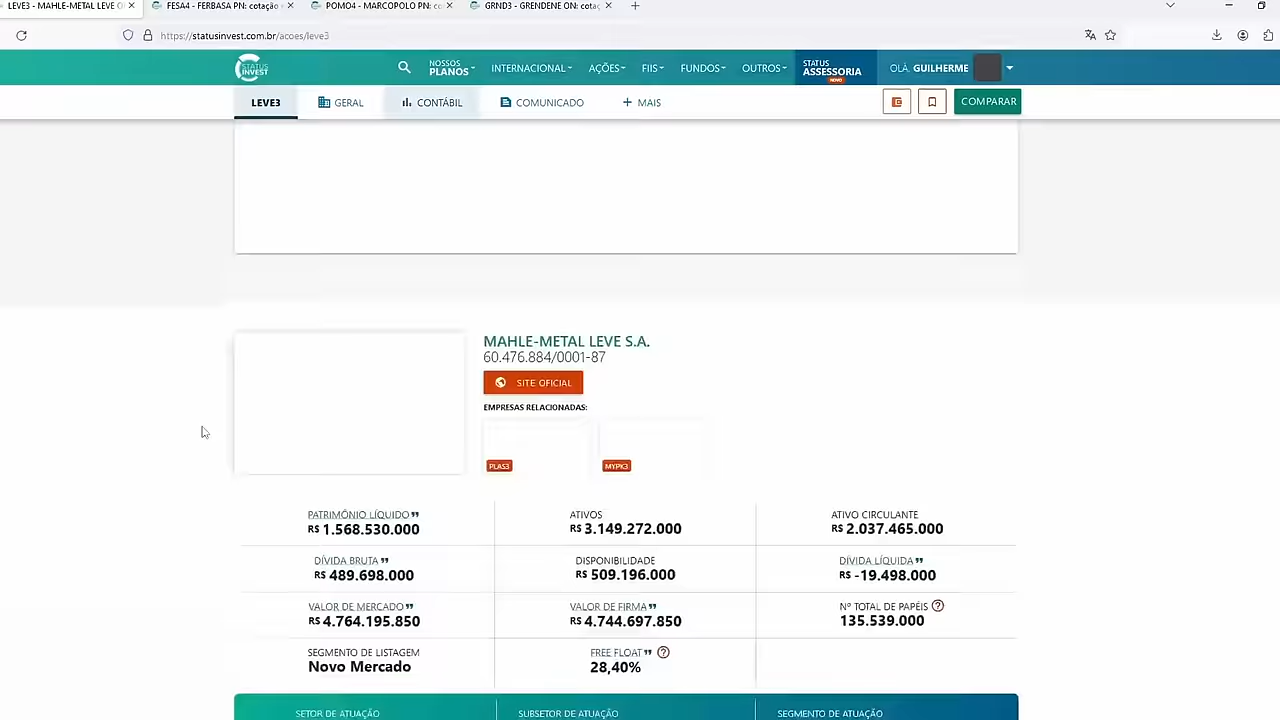 LEVE3 - MAHLE-METAL LEVE O
FESA4 - FERBASA PN: cotação
POMO4 - MARCOPOLO PN: co
GRND3 - GRENDENE ON: cotaç
https://statusinvest.com.br/acoes/leve3
STATUS INVEST
NOSSOS PLANOS
INTERNACIONAL
AÇÕES
FIIS
FUNDOS
OUTROS
STATUS ASSESSORIA
NOVO
OLÁ, GUILHERME
LEVE3
GERAL
CONTÁBIL
COMUNICADO
+ MAIS
COMPARAR
MAHLE-METAL LEVE S.A.
60.476.884/0001-87
SITE OFICIAL
EMPRESAS RELACIONADAS:
PLAS3
MYPK3
PATRIMÔNIO LÍQUIDO
R$ 1.568.530.000
ATIVOS
R$ 3.149.272.000
ATIVO CIRCULANTE
R$ 2.037.465.000
DÍVIDA BRUTA
R$ 489.698.000
DISPONIBILIDADE
R$ 509.196.000
DÍVIDA LÍQUIDA
R$ -19.498.000
VALOR DE MERCADO
R$ 4.764.195.850
VALOR DE FIRMA
R$ 4.744.697.850
Nº TOTAL DE PAPÉIS
135.539.000
SEGMENTO DE LISTAGEM
Novo Mercado
FREE FLOAT
28,40%
SETOR DE ATUAÇÃO
SUBSETOR DE ATUAÇÃO
SEGMENTO DE ATUAÇÃO